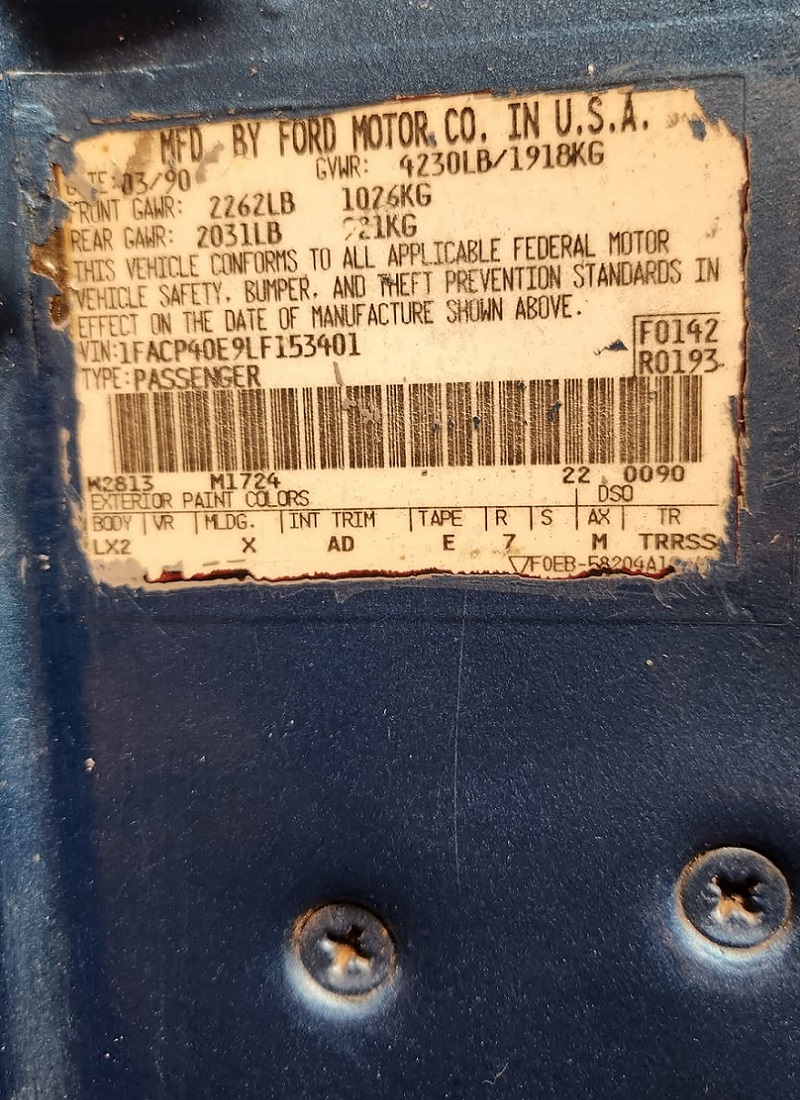 MFD. BY FORD MOTOR CO. IN U.S.A.
DATE: 03/90 GVWR: 4230LB/1918KG
FRONT GAWR: 2262LB 1026KG
REAR GAWR: 2031LB 921KG
THIS VEHICLE CONFORMS TO ALL APPLICABLE FEDERAL MOTOR
VEHICLE SAFETY, BUMPER, AND THEFT PREVENTION STANDARDS IN
EFFECT ON THE DATE OF MANUFACTURE SHOWN ABOVE.
VIN:1FACP40E9LF153401 F0142
TYPE:PASSENGER R0193
M1724 22 0090
EXTERIOR PAINT COLORS DSO
BODY VR MLDG. INT TRIM TAPE R S AX TR
LX2 X AD E 7 M TRRSS